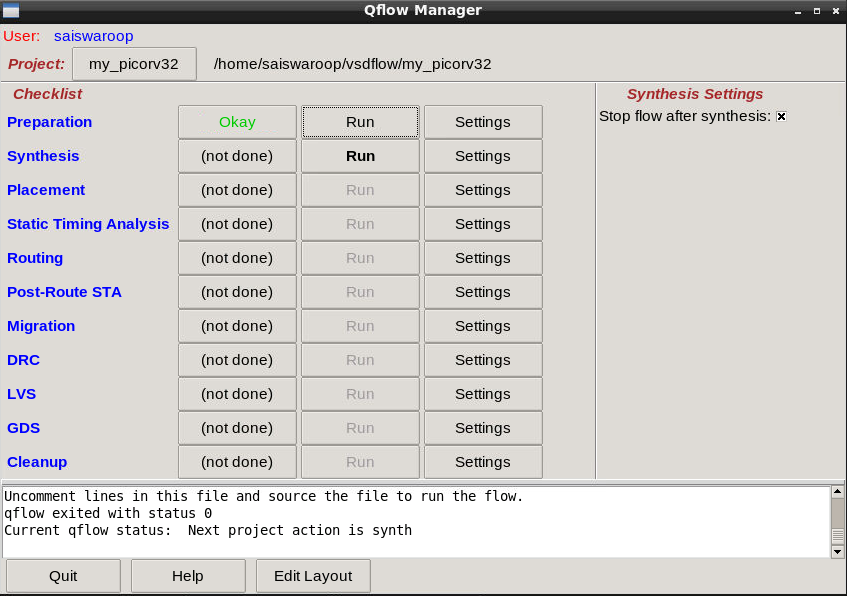 Qflow Manager
User: saiswaroop
Project: my_picorv32 /home/saiswaroop/vsdflow/my_picorv32
Checklist Synthesis Settings
Preparation Okay Run Settings Stop flow after synthesis:
Synthesis (not done) Run Settings
Placement (not done) Run Settings
Static Timing Analysis (not done) Run Settings
Routing (not done) Run Settings
Post-Route STA (not done) Run Settings
Migration (not done) Run Settings
DRC (not done) Run Settings
LVS (not done) Run Settings
GDS (not done) Run Settings
Cleanup (not done) Run Settings
Uncomment lines in this file and source the file to run the flow.
qflow exited with status 0
Current qflow status:  Next project action is synth
Quit Help Edit Layout